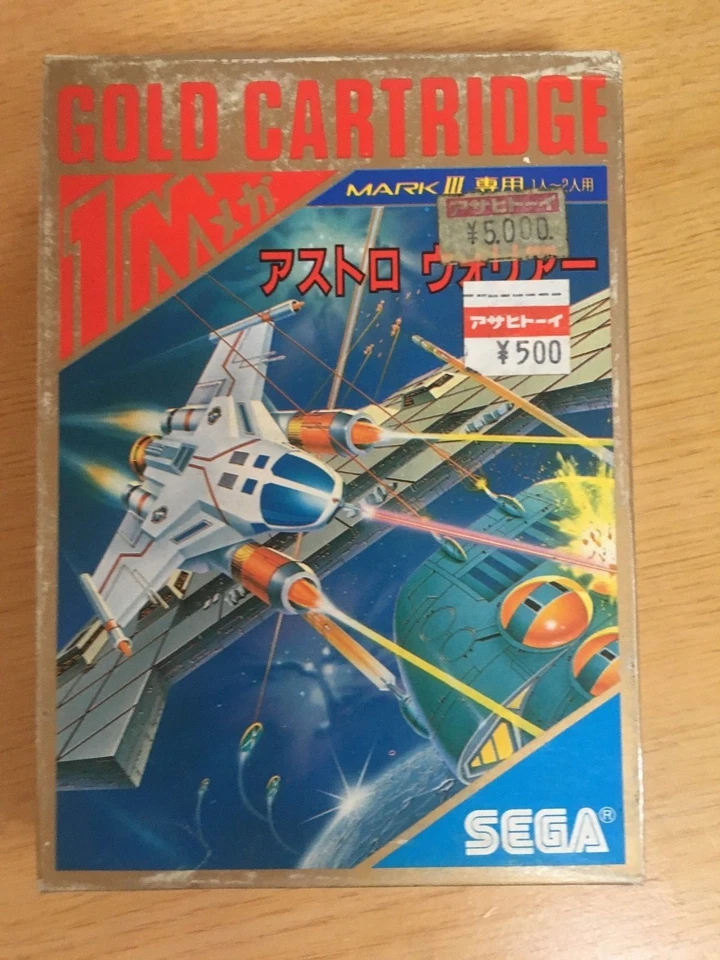 GOLD CARTRIDGE
1Mメガ
MARK III 専用 1人~2人用
アサヒトーイ
¥5.000.
アストロ ウォリアー
アサヒトーイ
¥500
SEGA®